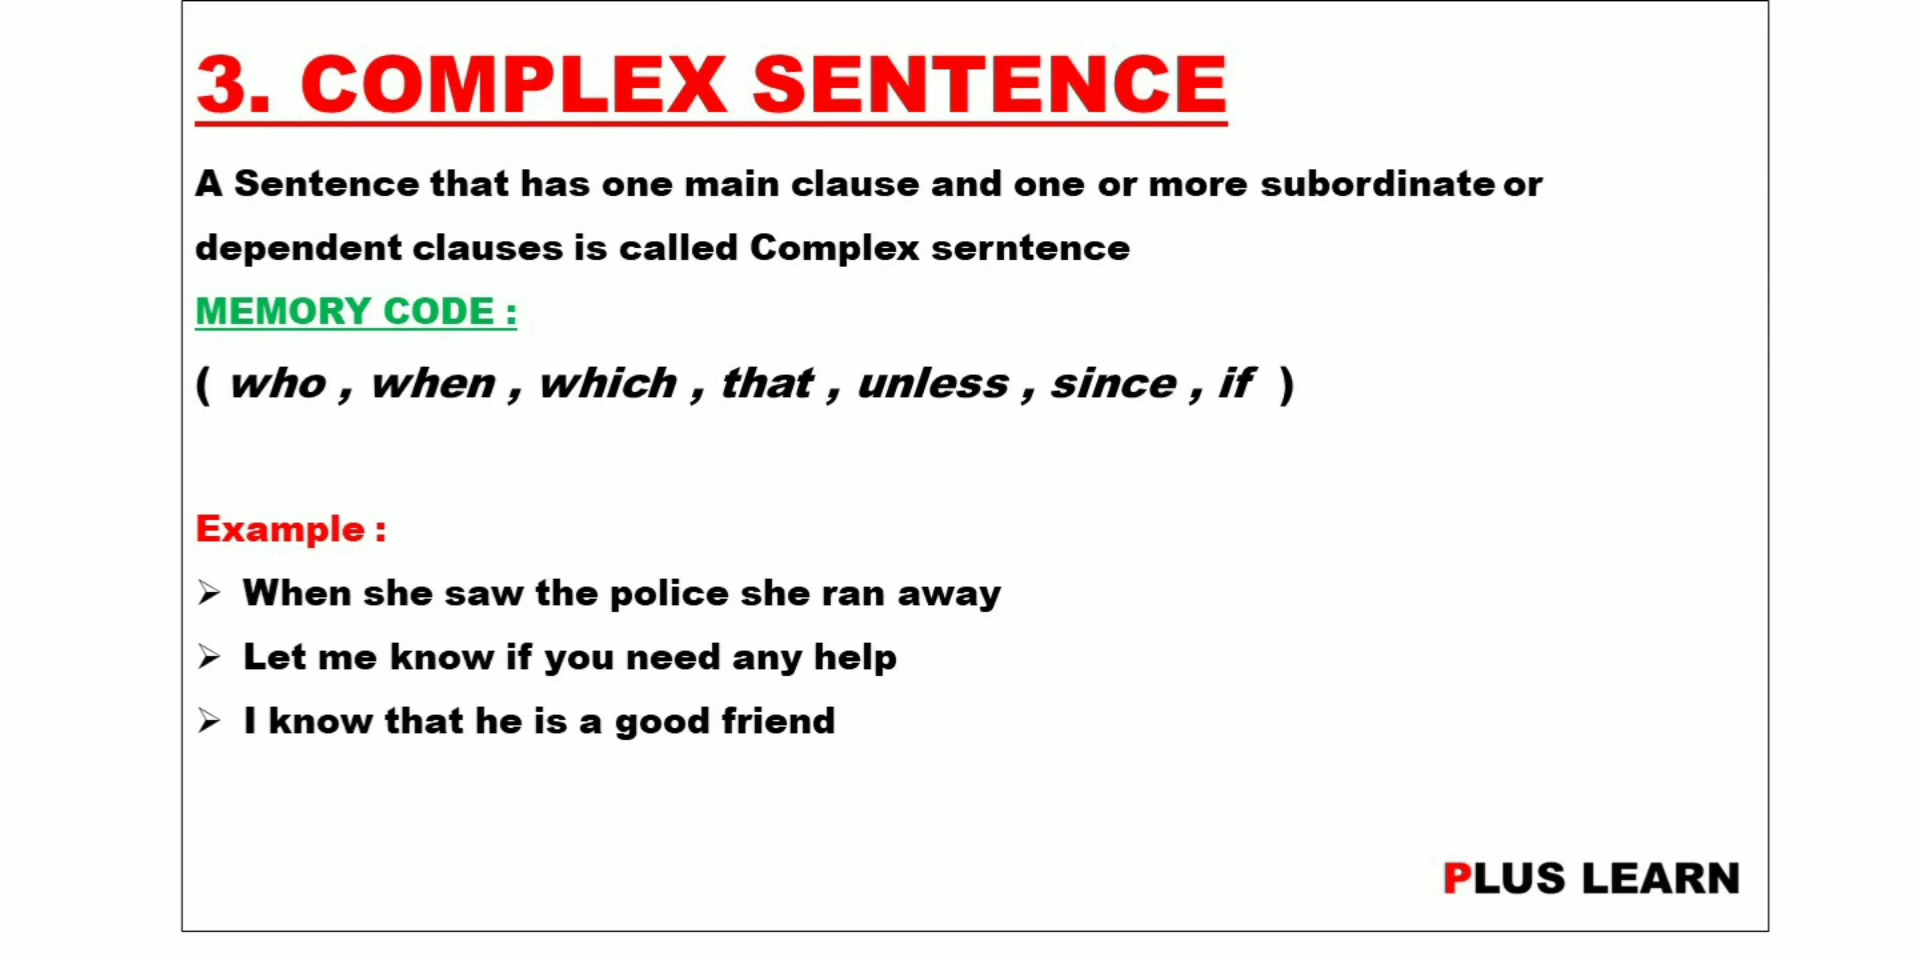 3. COMPLEX SENTENCE
A Sentence that has one main clause and one or more subordinate or
dependent clauses is called Complex serntence
MEMORY CODE :
( who , when , which , that , unless , since , if )
Example :
➢ When she saw the police she ran away
➢ Let me know if you need any help
➢ I know that he is a good friend
PLUS LEARN